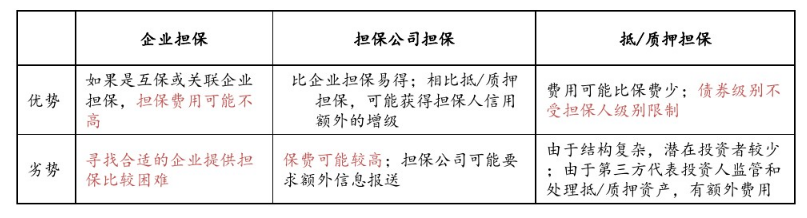 企业担保
担保公司担保
抵/质押担保
优势
如果是互保或关联企业
担保，担保费用可能不
高
比企业担保易得；相比抵/质押
担保，可能获得担保人信用
额外的增级
费用可能比保费少；债券级别不
受担保人级别限制
劣势
寻找合适的企业提供担
保比较困难
保费可能较高；担保公司可能要
求额外信息报送
由于结构复杂，潜在投资者较少
；由于第三方代表投资人监管和
处理抵/质押资产，有额外费用